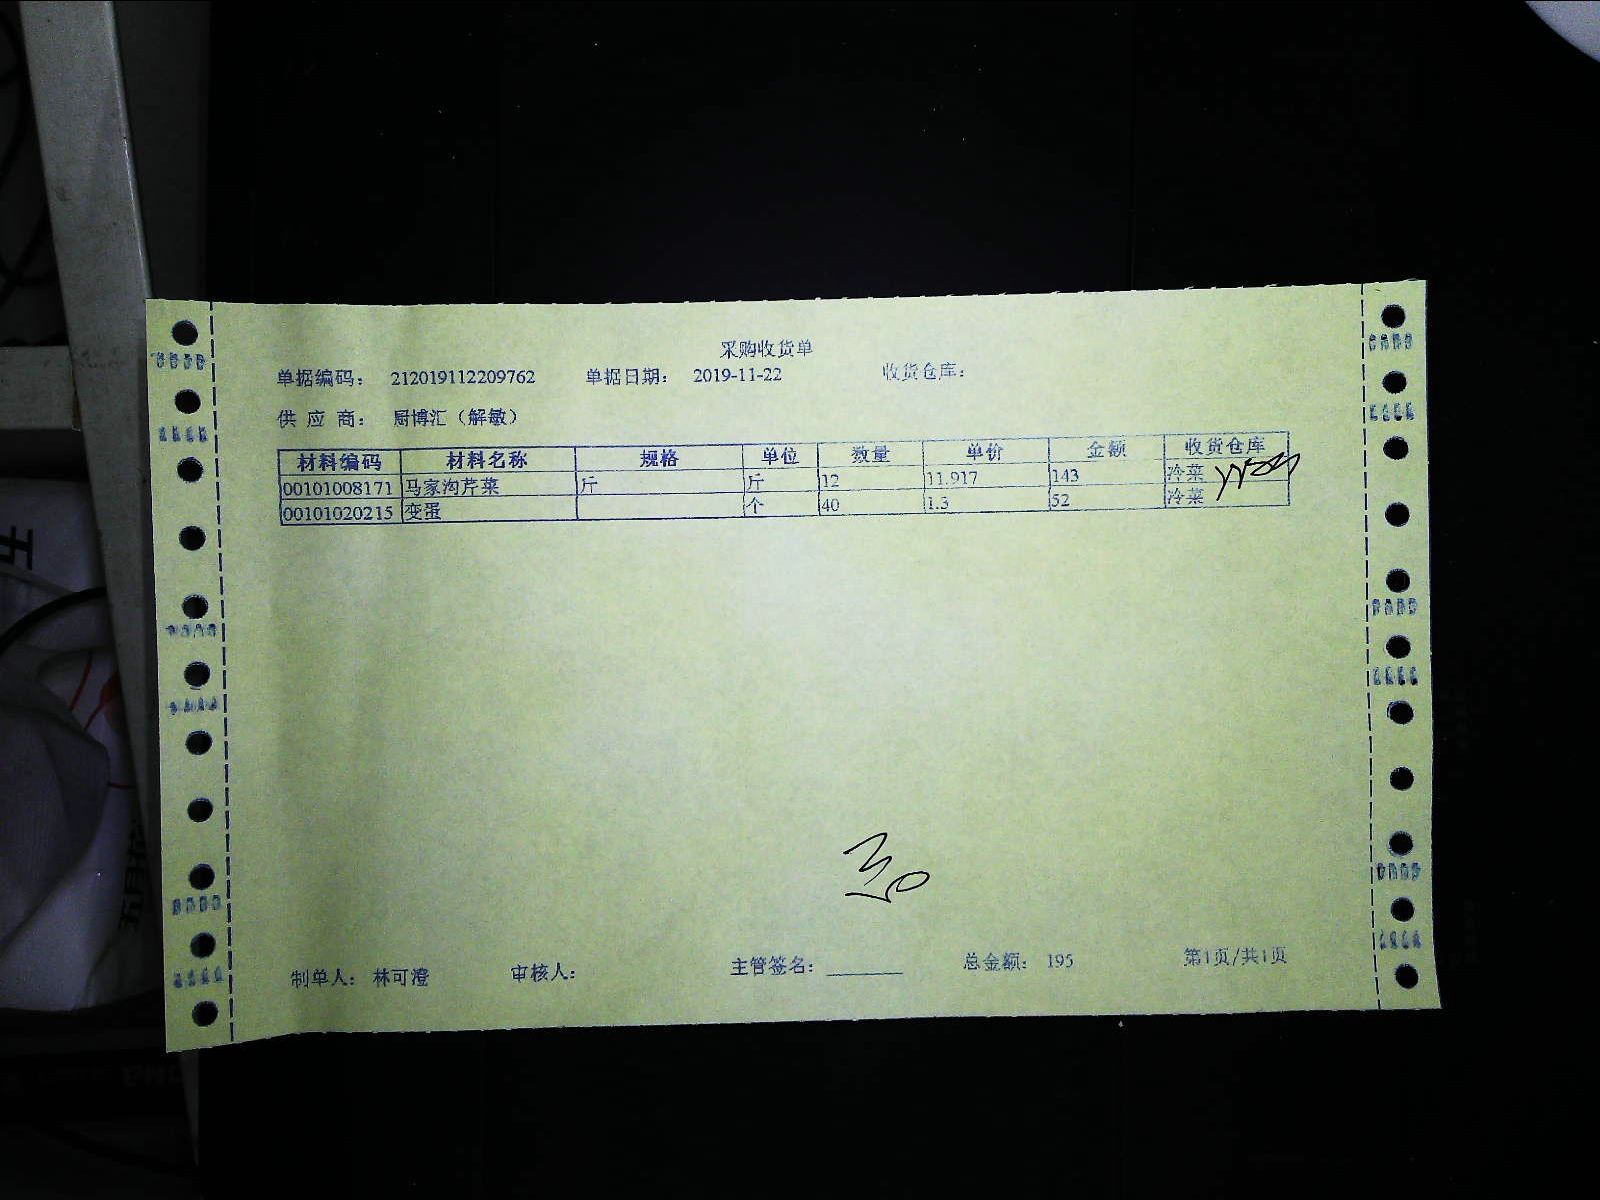 采购收货单
单据编码： 212019112209762 单据日期： 2019-11-22 收货仓库：
供 应 商： 厨博汇（解敏）
材料编码 材料名称 规格 单位 数量 单价 金额 收货仓库
00101008171 马家沟芹菜 斤 斤 12 11.917 143 冷菜
00101020215 变蛋 个 40 1.3 52 冷菜
制单人： 林可澄 审核人： 主管签名： 总金额： 195 第1页/共1页